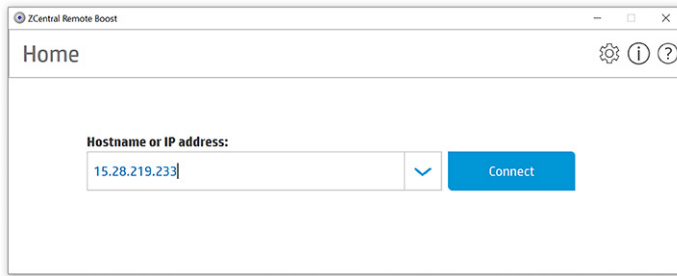 ZCentral Remote Boost
Home
Hostname or IP address:
15.28.219.233
Connect